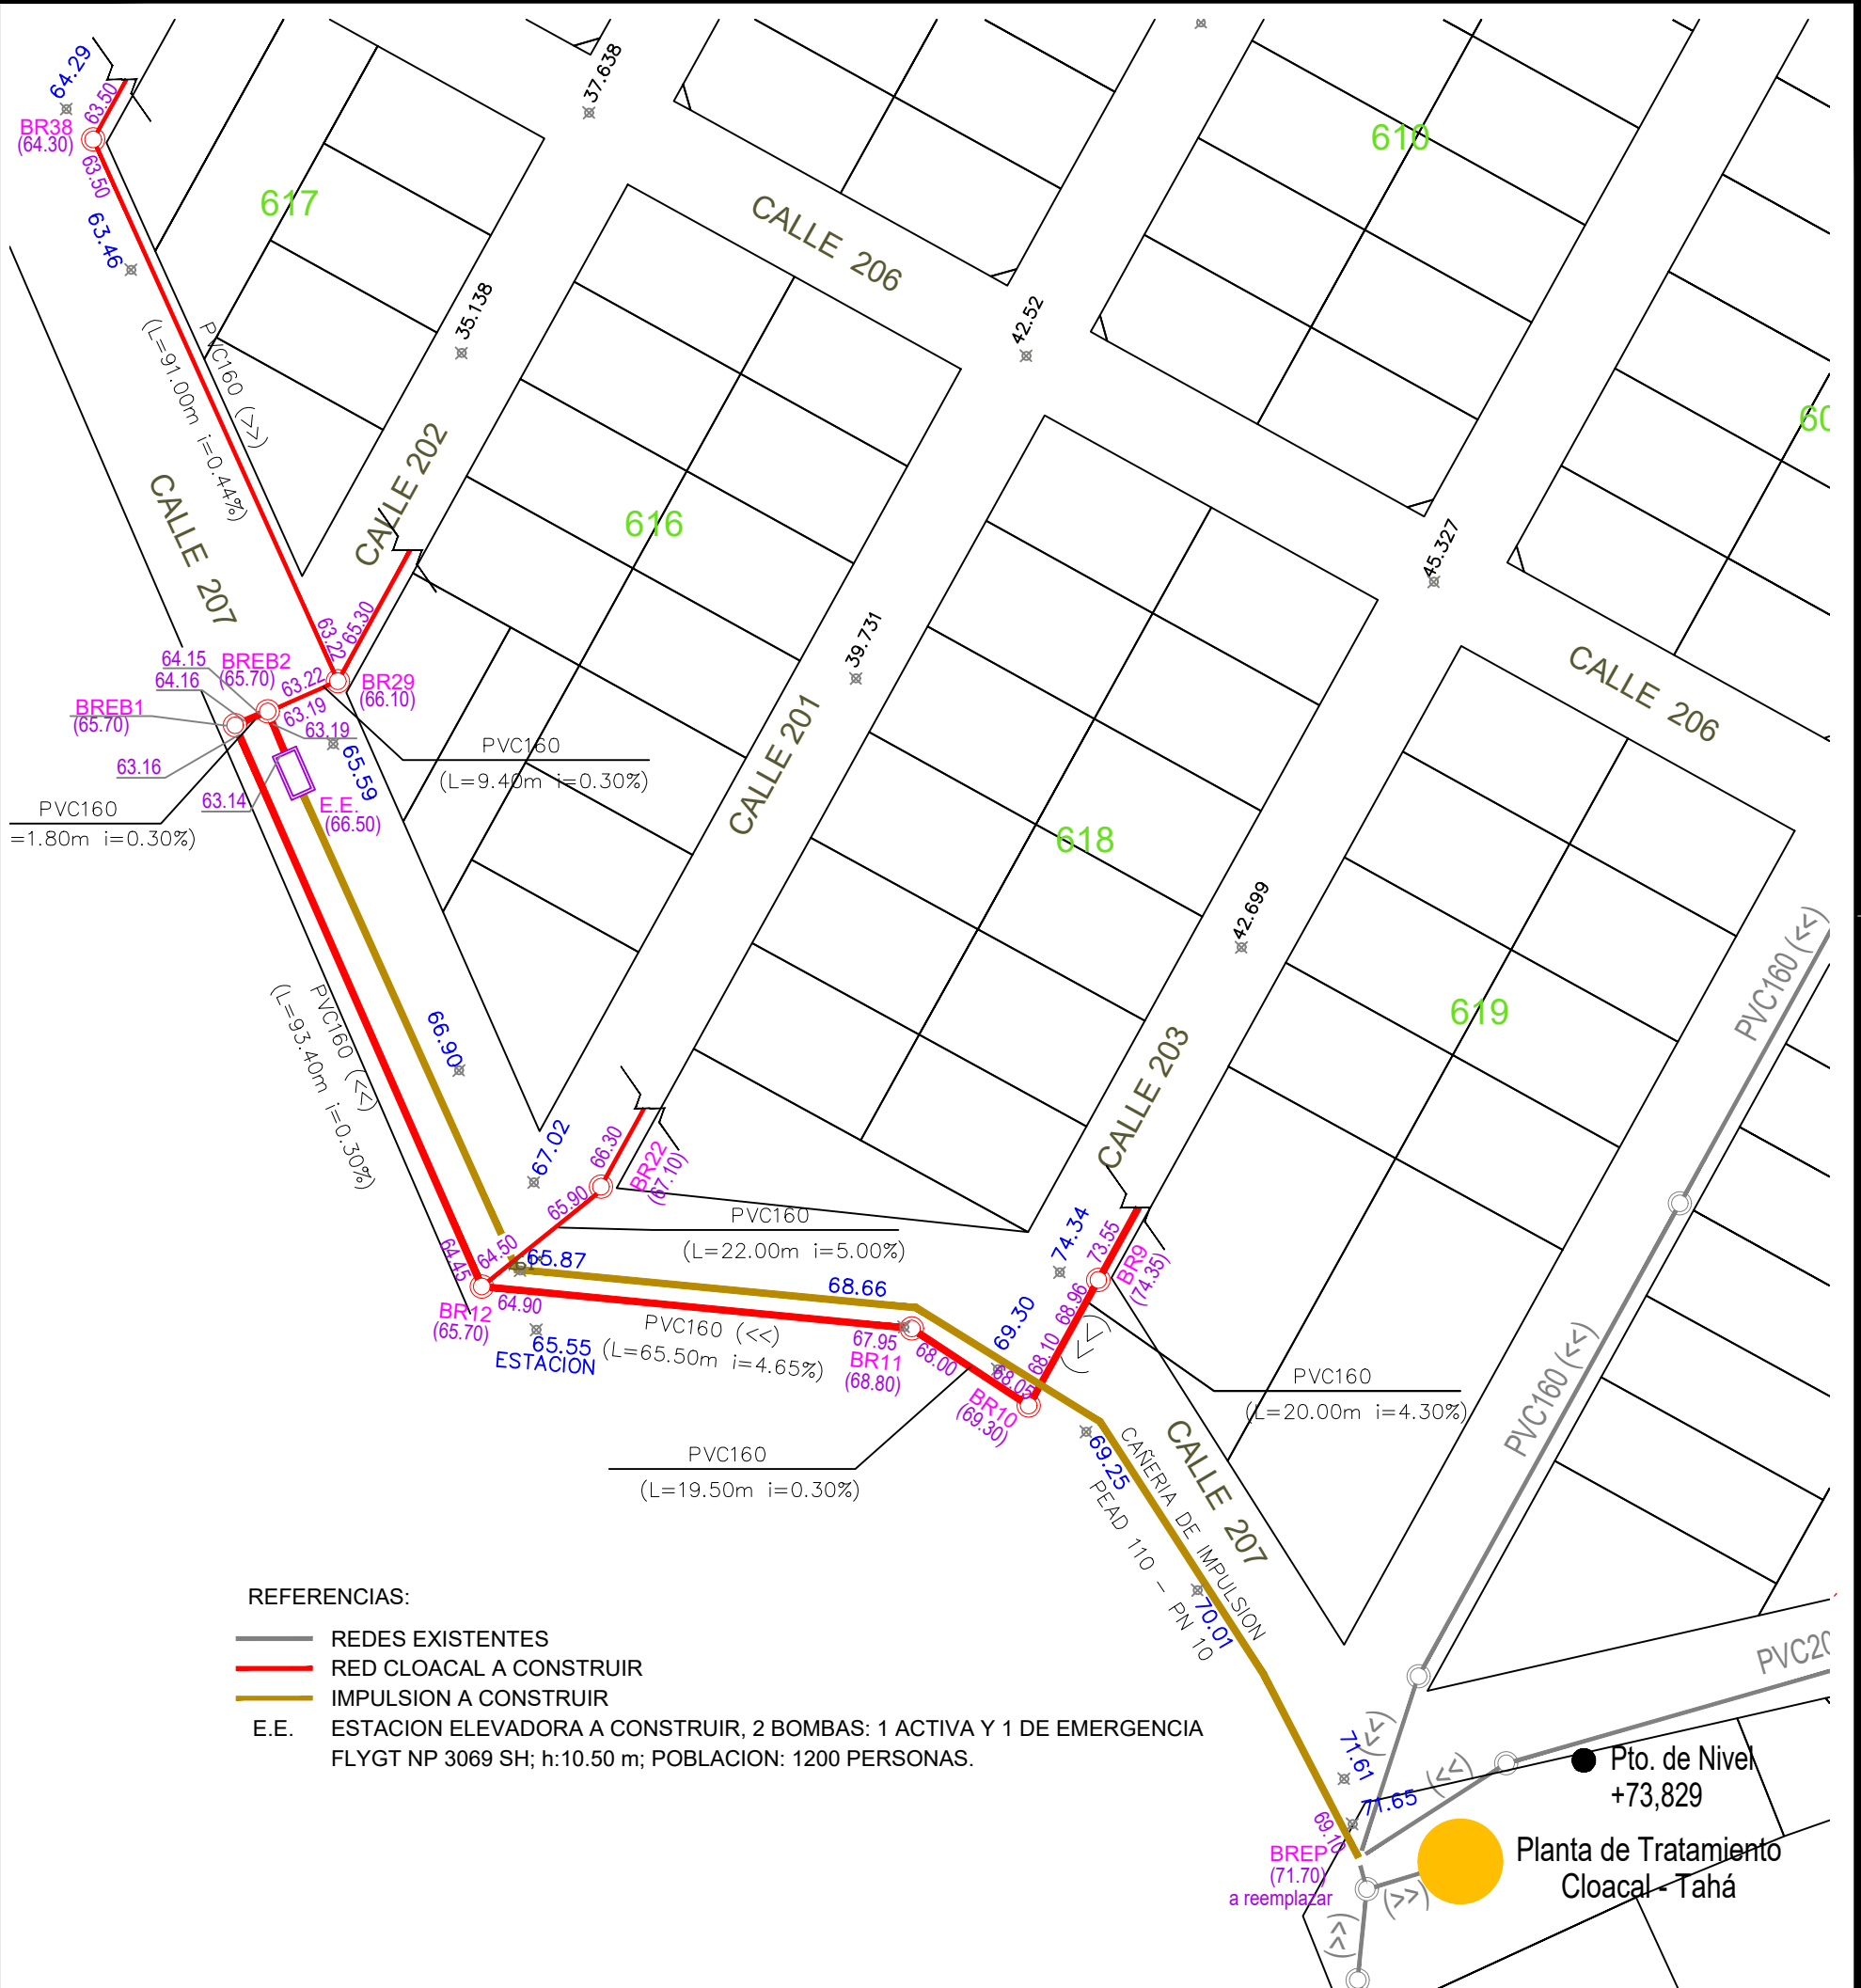 64.29
63.50
BR38
(64.30)
63.50
63.46
617
37.638
CALLE 206
610
35.138
42.52
PVC160 (>>)
(L=91.00m i=0.44%)
CALLE 202
CALLE 207
616
45.327
39.731
CALLE 206
63.22
65.30
64.15
64.16
BREB2
(65.70)
63.22
BR29
(66.10)
BREB1
(65.70)
63.19
63.19
63.16
65.59
PVC160
(L=9.40m i=0.30%)
63.14
E.E.
(66.50)
PVC160
=1.80m i=0.30%)
CALLE 201
618
42.699
PVC160 (<<)
619
PVC160 (<<)
(L=93.40m i=0.30%)
66.90
CALLE 203
67.02
66.30
BR22
(67.10)
65.90
PVC160
(L=22.00m i=5.00%)
64.45
64.50
65.87
68.66
74.34
73.55
BR9
(74.35)
68.96
68.10
(<<)
BR12
(65.70)
64.90
65.55
ESTACION
PVC160 (<<)
(L=65.50m i=4.65%)
67.95
BR11
(68.80)
68.00
69.30
68.05
BR10
(69.30)
PVC160
(L=20.00m i=4.30%)
PVC160 (<<)
PVC160
(L=19.50m i=0.30%)
69.25
CAÑERIA DE IMPULSION
PEAD 110 - PN 10
CALLE 207
70.01
REFERENCIAS:
REDES EXISTENTES
RED CLOACAL A CONSTRUIR
IMPULSION A CONSTRUIR
E.E. ESTACION ELEVADORA A CONSTRUIR, 2 BOMBAS: 1 ACTIVA Y 1 DE EMERGENCIA
FLYGT NP 3069 SH; h:10.50 m; POBLACION: 1200 PERSONAS.
(<<)
71.61
(<<)
71.65
Pto. de Nivel
+73,829
69.10
BREP
(71.70)
a reemplazar
(>>)
(>>)
Planta de Tratamiento
Cloacal - Tahá